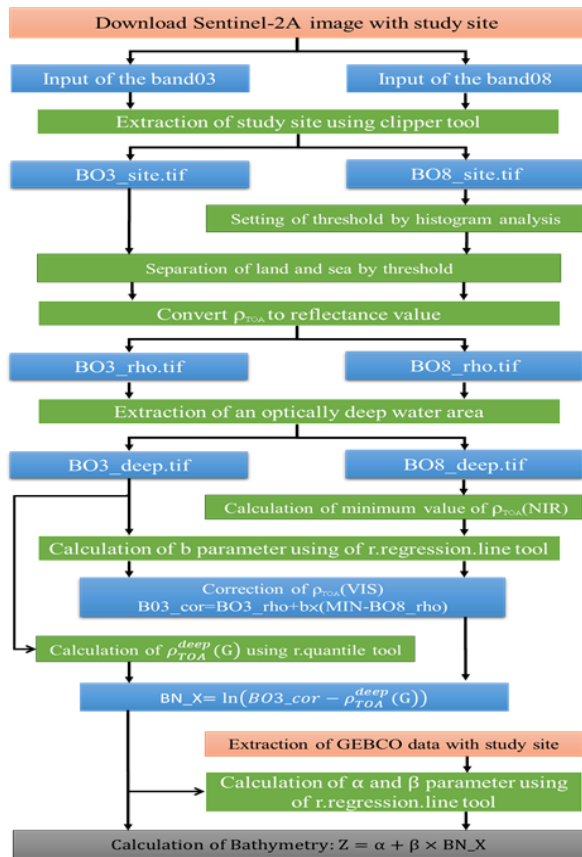 Download Sentinel-2A image with study site
Input of the band03
Input of the band08
Extraction of study site using clipper tool
BO3_site.tif
BO8_site.tif
Setting of threshold by histogram analysis
Separation of land and sea by threshold
Convert ρTOA to reflectance value
BO3_rho.tif
BO8_rho.tif
Extraction of an optically deep water area
BO3_deep.tif
BO8_deep.tif
Calculation of minimum value of ρTOA(NIR)
Calculation of b parameter using of r.regression.line tool
Correction of ρTOA(VIS)
B03_cor=BO3_rho+b×(MIN-BO8_rho)
Calculation of ρ_TOA^deep(G) using r.quantile tool
BN_X= ln(BO3_cor − ρ_TOA^deep(G))
Extraction of GEBCO data with study site
Calculation of α and β parameter using
of r.regression.line tool
Calculation of Bathymetry: Z = α + β × BN_X